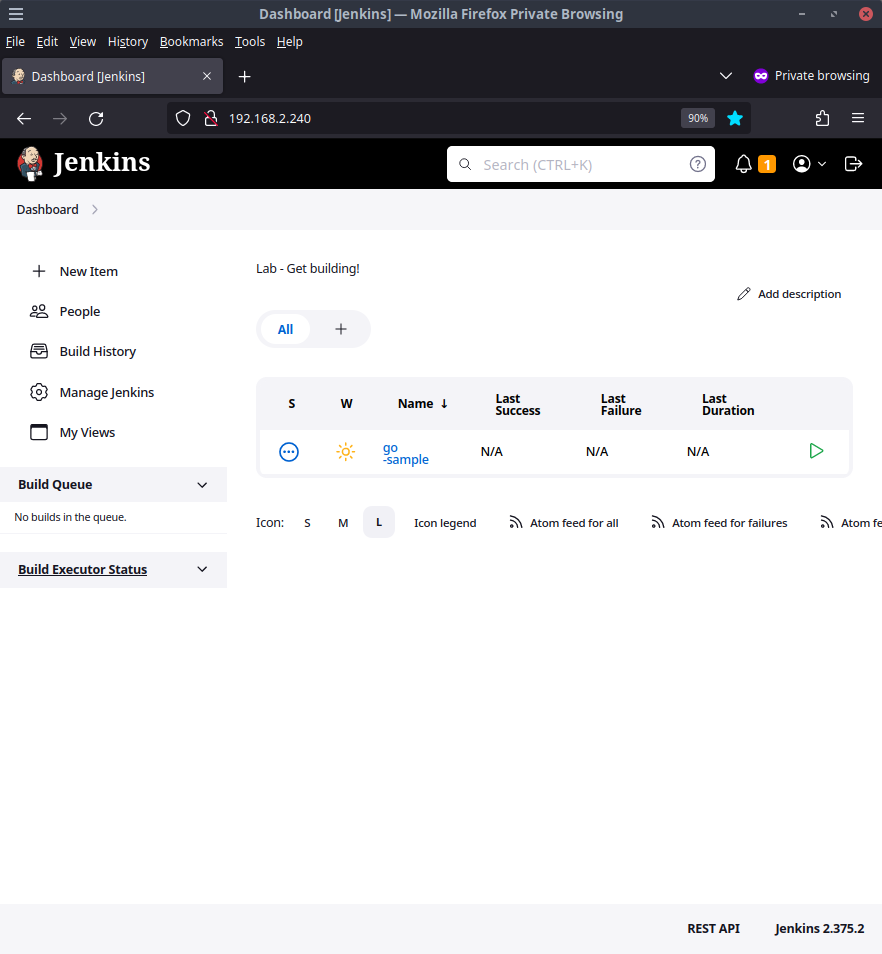 Dashboard [Jenkins] — Mozilla Firefox Private Browsing
File Edit View History Bookmarks Tools Help
Dashboard [Jenkins]
Private browsing
192.168.2.240
90%
Jenkins
Search (CTRL+K)
1
Dashboard
New Item
People
Build History
Manage Jenkins
My Views
Build Queue
No builds in the queue.
Build Executor Status
Lab - Get building!
Add description
All
S W Name ↓ Last Success Last Failure Last Duration
go
-sample
N/A N/A N/A
Icon: S M L Icon legend Atom feed for all Atom feed for failures Atom fe
REST API Jenkins 2.375.2